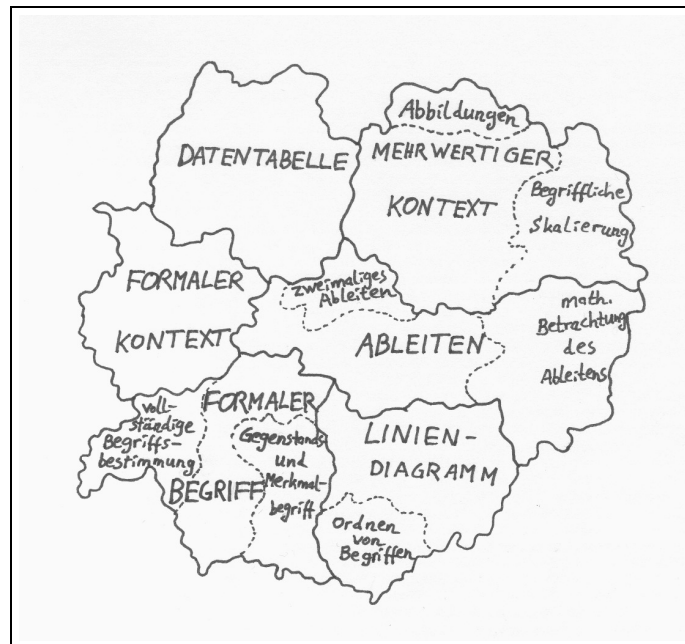 Abbildungen
DATENTABELLE
MEHRWERTIGER
KONTEXT
Begriffliche
Skalierung
FORMALER
KONTEXT
zweimaliges
Ableiten
ABLEITEN
math.
Betrachtung
des
Ableitens
voll-
ständige
Begriffs-
bestimmung
FORMALER
BEGRIFF
Gegenstands
und
Merkmal-
begriff
LINIEN-
DIAGRAMM
Ordnen
von
Begriffen